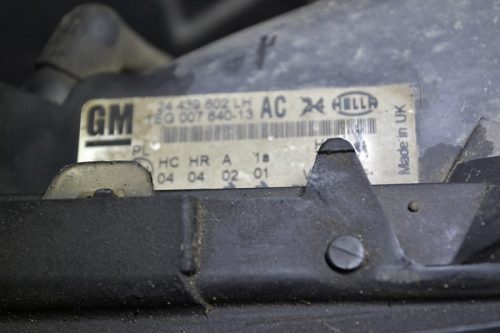 GM 24 439 602 LH AC 24 HELLA
1EG 007 640-13
PL
HC HR A 1a
04 04 02 01
Made in UK